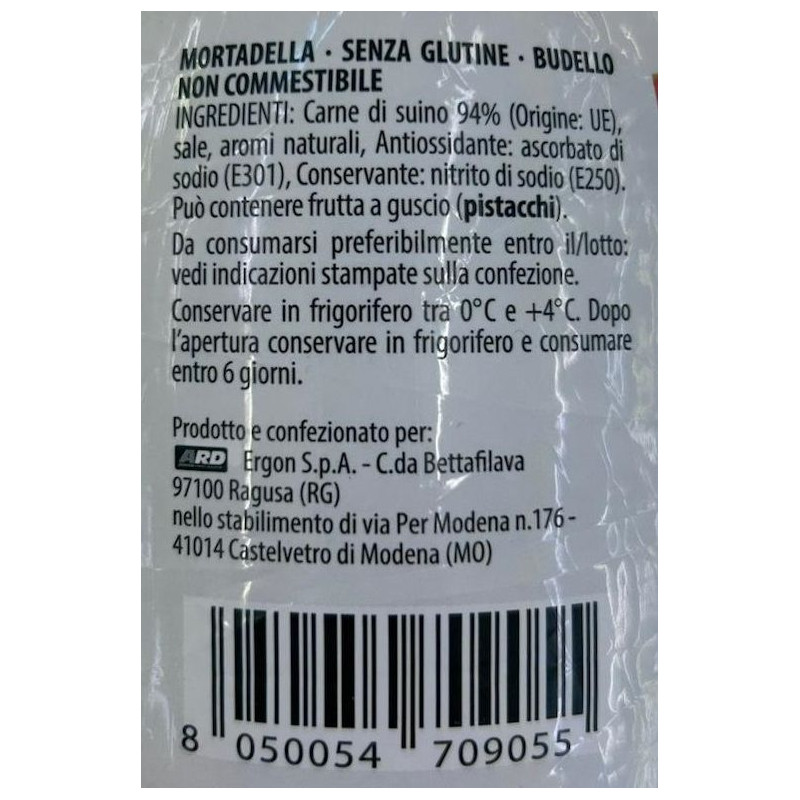 MORTADELLA · SENZA GLUTINE · BUDELLO
NON COMMESTIBILE
INGREDIENTI: Carne di suino 94% (Origine: UE),
sale, aromi naturali, Antiossidante: ascorbato di
sodio (E301), Conservante: nitrito di sodio (E250).
Può contenere frutta a guscio (pistacchi).
Da consumarsi preferibilmente entro il/lotto:
vedi indicazioni stampate sulla confezione.
Conservare in frigorifero tra 0°C e +4°C. Dopo
l'apertura conservare in frigorifero e consumare
entro 6 giorni.
Prodotto e confezionato per:
ARD Ergon S.p.A. - C.da Bettafilava
97100 Ragusa (RG)
nello stabilimento di via Per Modena n.176 -
41014 Castelvetro di Modena (MO)
8 050054 709055